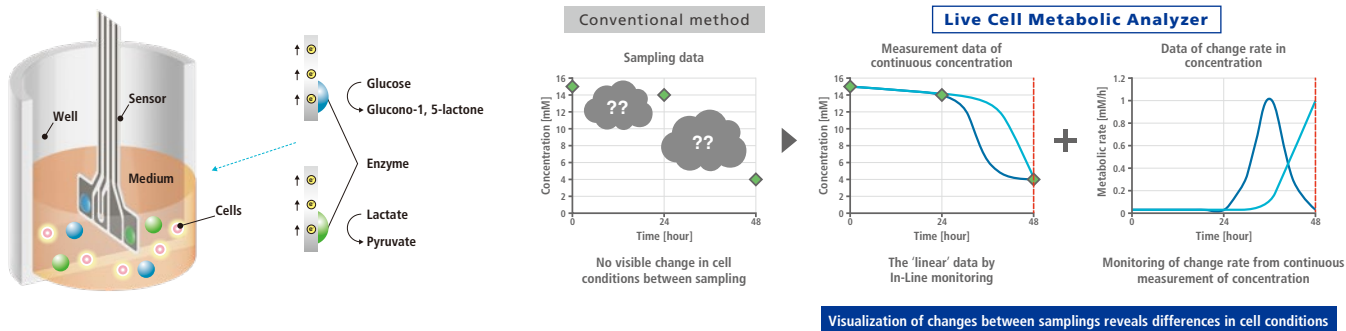 Well
Sensor
Medium
Cells
e
e
e
Glucose
Glucono-1, 5-lactone
Enzyme
e
e
e
Lactate
Pyruvate
Conventional method
Sampling data
Concentration [mM]
16
14
12
10
8
6
4
2
0
0
24
48
??
??
Time [hour]
No visible change in cell
conditions between sampling
Live Cell Metabolic Analyzer
Measurement data of
continuous concentration
Concentration [mM]
16
14
12
10
8
6
4
2
0
0
24
48
Time [hour]
The ‘linear’ data by
In-Line monitoring
+
Data of change rate in
concentration
Metabolic rate [mM/h]
1.2
1
0.8
0.6
0.4
0.2
0
0
24
48
Time [hour]
Monitoring of change rate from continuous
measurement of concentration
Visualization of changes between samplings reveals differences in cell conditions